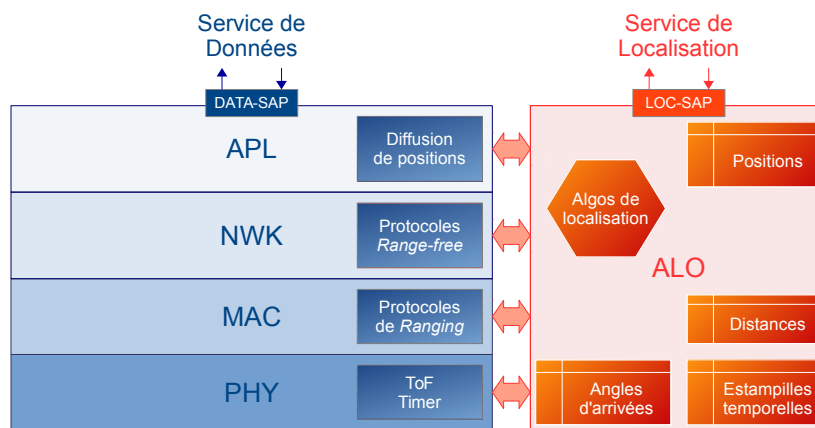 Service de
Données
DATA-SAP
APL
Diffusion
de positions
NWK
Protocoles
Range-free
MAC
Protocoles
de Ranging
PHY
ToF
Timer
Service de
Localisation
LOC-SAP
Positions
Algos de
localisation
ALO
Distances
Angles
d'arrivées
Estampilles
temporelles